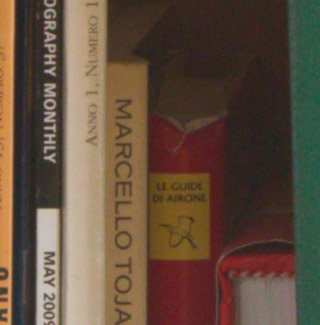 OGRAPHY MONTHLY
MAY 2009
ANNO 1, NUMERO 1
MARCELLO TOJA
LE GUIDE
DI AIRONE